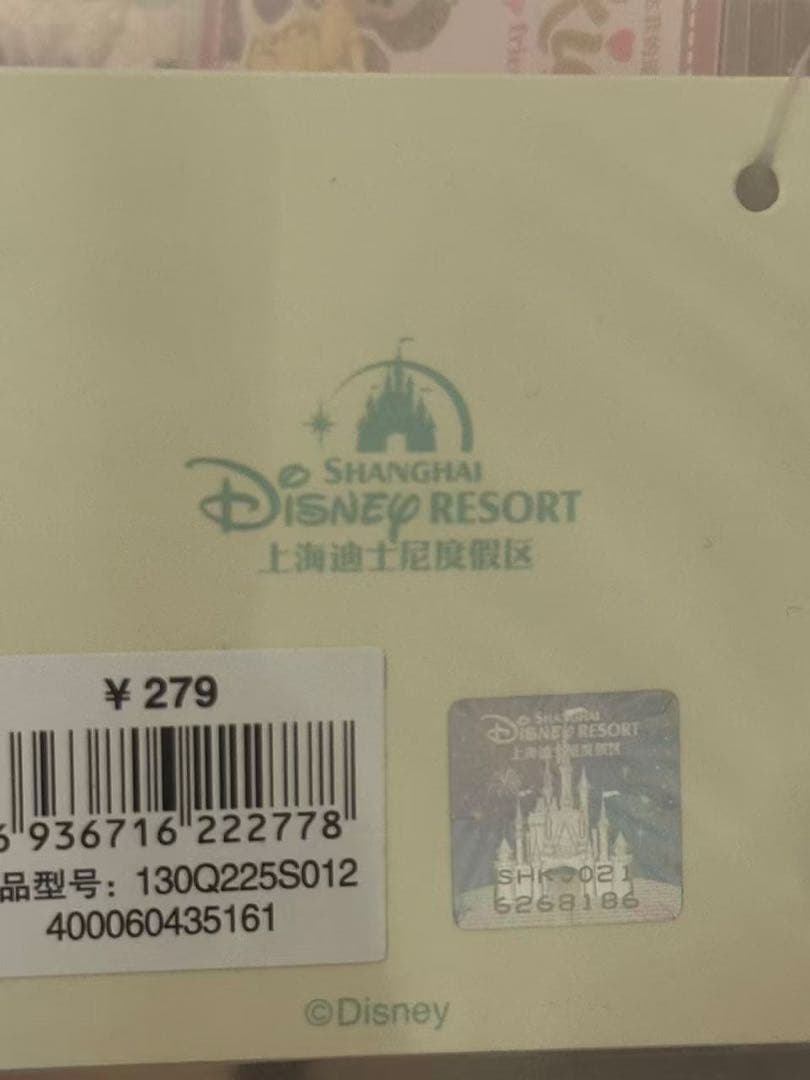 SHANGHAI
DISNEY RESORT
上海迪士尼度假区
¥ 279
6 936716 222778
品型号：130Q225S012
400060435161
SHANGHAI
DISNEY RESORT
上海迪士尼度假区
6268186
©Disney